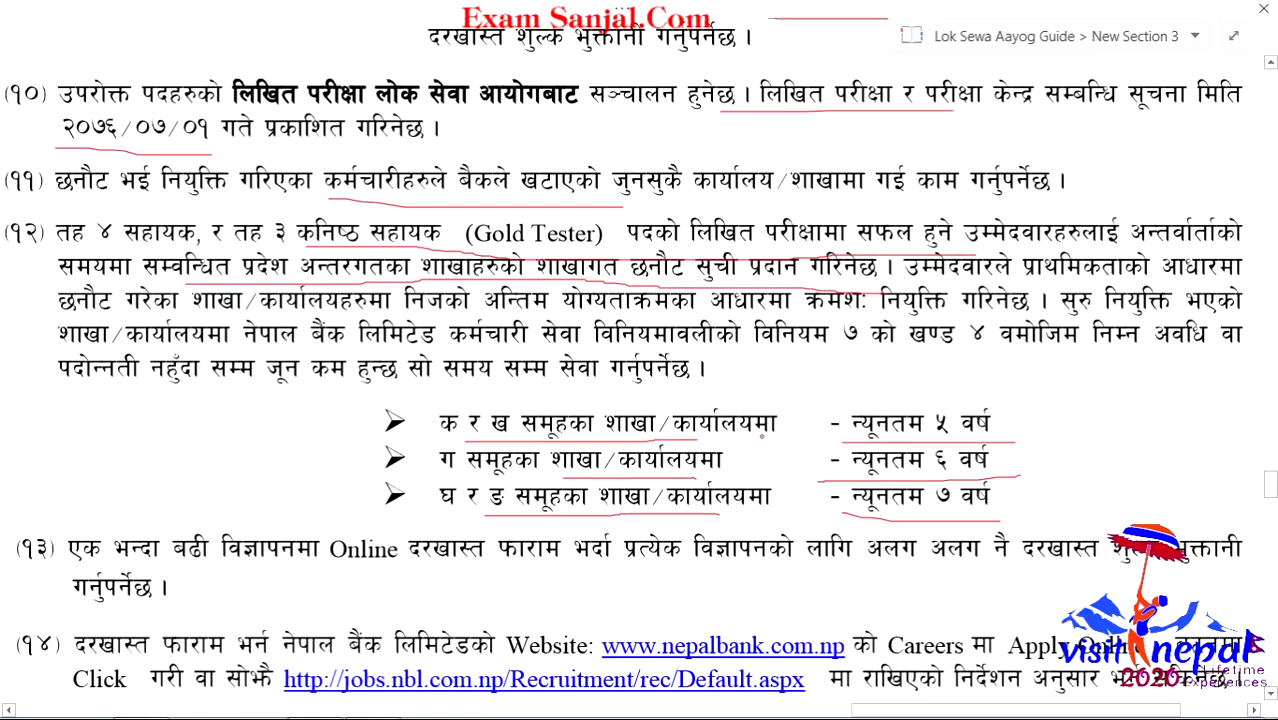 Exam Sanjal.Com
दरखास्त शुल्क भुक्तानी गर्नुपर्नेछ ।
Lok Sewa Aayog Guide > New Section 3
(१०) उपरोक्त पदहरुको लिखित परीक्षा लोक सेवा आयोगबाट सञ्चालन हुनेछ । लिखित परीक्षा र परीक्षा केन्द्र सम्बन्धि सूचना मिति
२०७६/०७/०१ गते प्रकाशित गरिनेछ ।
(११) छनौट भई नियुक्ति गरिएका कर्मचारीहरुले बैकले खटाएको जुनसुकै कार्यालय/शाखामा गई काम गर्नुपर्नेछ ।
(१२) तह ४ सहायक, र तह ३ कनिष्ठ सहायक (Gold Tester) पदको लिखित परीक्षामा सफल हुने उम्मेदवारहरुलाई अन्तर्वार्ताको
समयमा सम्वन्धित प्रदेश अन्तरगतका शाखाहरुको शाखागत छनौट सुची प्रदान गरिनेछ । उम्मेदवारले प्राथमिकताको आधारमा
छनौट गरेका शाखा/कार्यालयहरुमा निजको अन्तिम योग्यताक्रमका आधारमा क्रमश: नियुक्ति गरिनेछ । सुरु नियुक्ति भएको
शाखा/कार्यालयमा नेपाल बैंक लिमिटेड कर्मचारी सेवा विनियमावलीको विनियम ७ को खण्ड ४ वमोजिम निम्न अवधि वा
पदोन्नती नहुँदा सम्म जून कम हुन्छ सो समय सम्म सेवा गर्नुपर्नेछ ।
➢ क र ख समूहका शाखा/कार्यालयमा - न्यूनतम ५ वर्ष
➢ ग समूहका शाखा/कार्यालयमा - न्यूनतम ६ वर्ष
➢ घ र ङ समूहका शाखा/कार्यालयमा - न्यूनतम ७ वर्ष
(१३) एक भन्दा बढी विज्ञापनमा Online दरखास्त फाराम भर्दा प्रत्येक विज्ञापनको लागि अलग अलग नै दरखास्त भुक्तानी
गर्नुपर्नेछ ।
(१४) दरखास्त फाराम भर्न नेपाल बैंक लिमिटेडको Website: www.nepalbank.com.np को Careers मा Apply
Click गरी वा सोझै http://jobs.nbl.com.np/Recruitment/rec/Default.aspx मा राखिएको निर्देशन अनुसार
visit nepal
2020 Lifetime
experiences